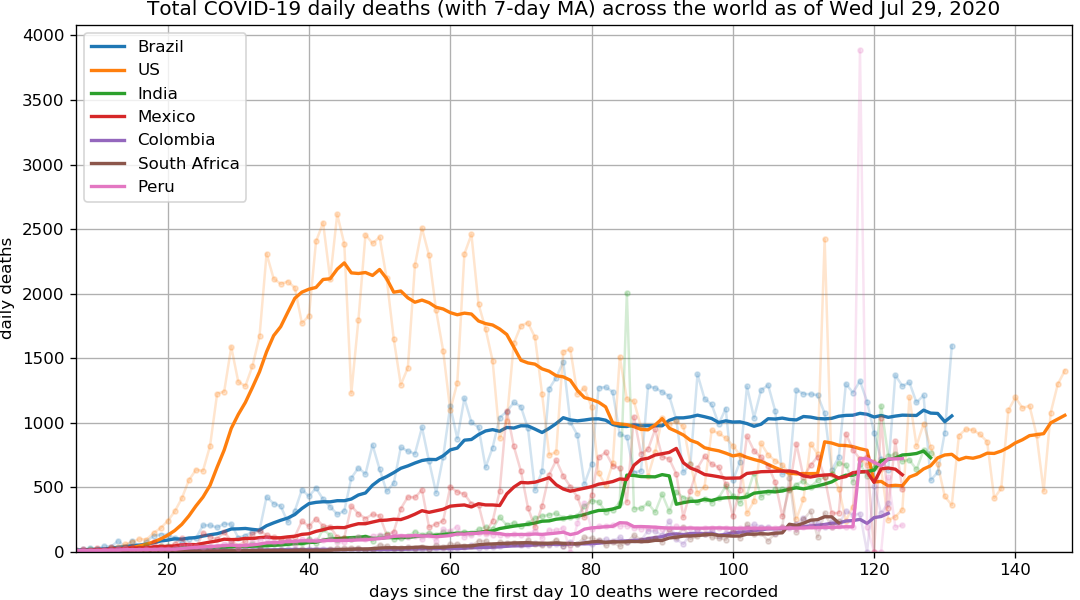 Total COVID-19 daily deaths (with 7-day MA) across the world as of Wed Jul 29, 2020
4000
3500
3000
2500
2000
1500
1000
500
0
daily deaths
Brazil
US
India
Mexico
Colombia
South Africa
Peru
20 40 60 80 100 120 140
days since the first day 10 deaths were recorded